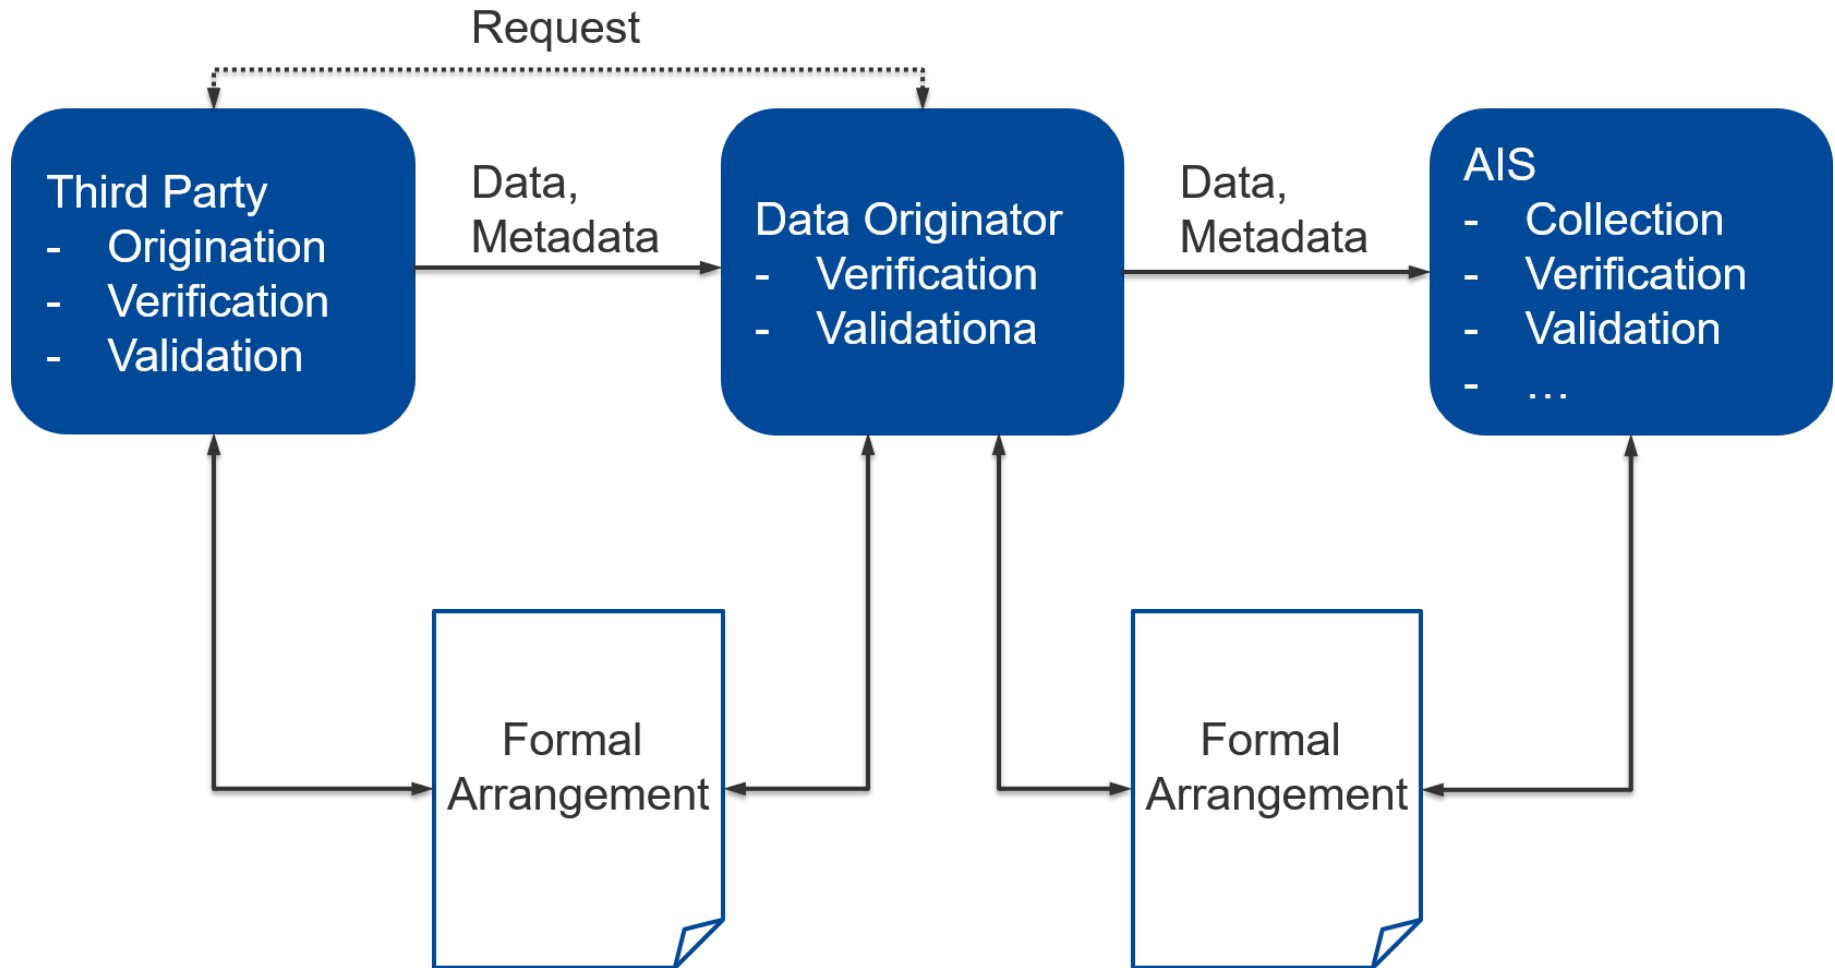 Request
Third Party
- Origination
- Verification
- Validation
Data,
Metadata
Data Originator
- Verification
- Validationa
Data,
Metadata
AIS
- Collection
- Verification
- Validation
- ...
Formal
Arrangement
Formal
Arrangement